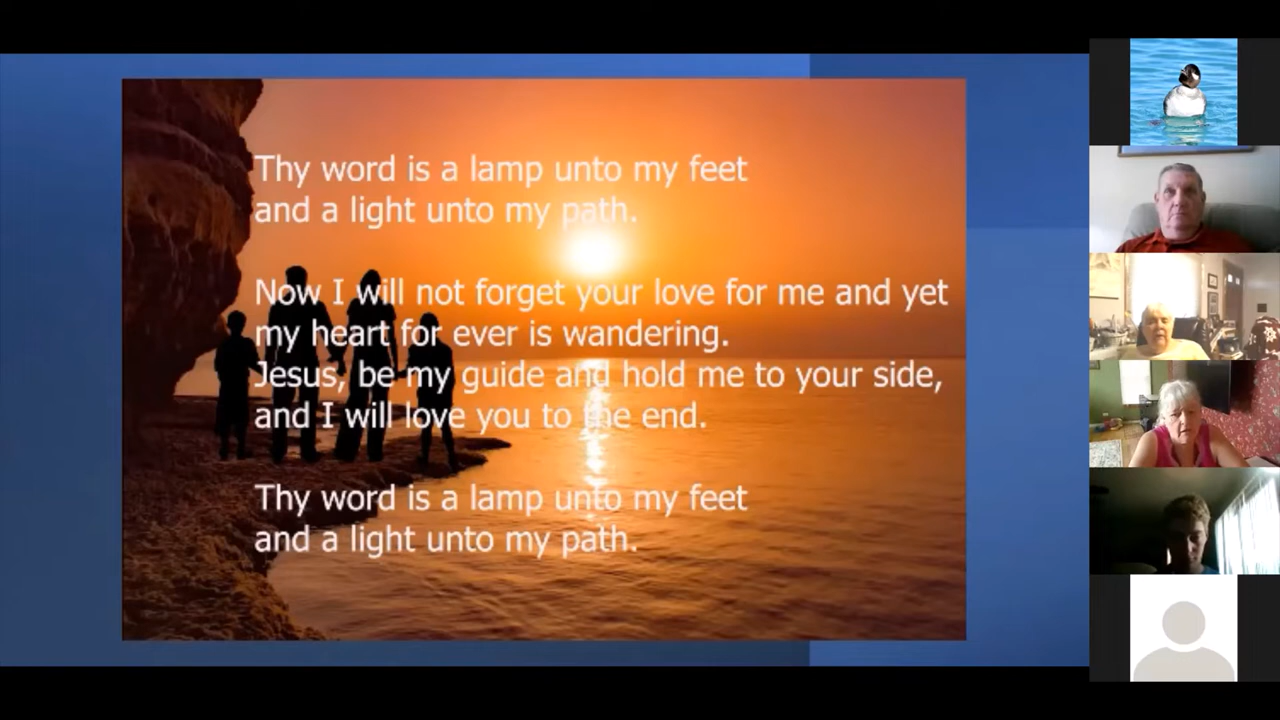 Thy word is a lamp unto my feet
and a light unto my path.
Now I will not forget your love for me and yet
my heart for ever is wandering.
Jesus, be my guide and hold me to your side,
and I will love you to the end.
Thy word is a lamp unto my feet
and a light unto my path.